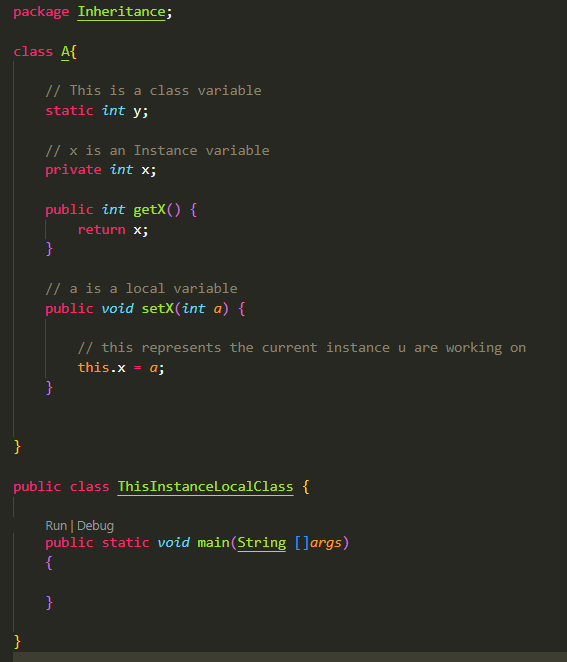 package Inheritance;
class A{
// This is a class variable
static int y;
// x is an Instance variable
private int x;
public int getX() {
return x;
}
// a is a local variable
public void setX(int a) {
// this represents the current instance u are working on
this.x = a;
}
}
public class ThisInstanceLocalClass {
Run | Debug
public static void main(String []args)
{
}
}